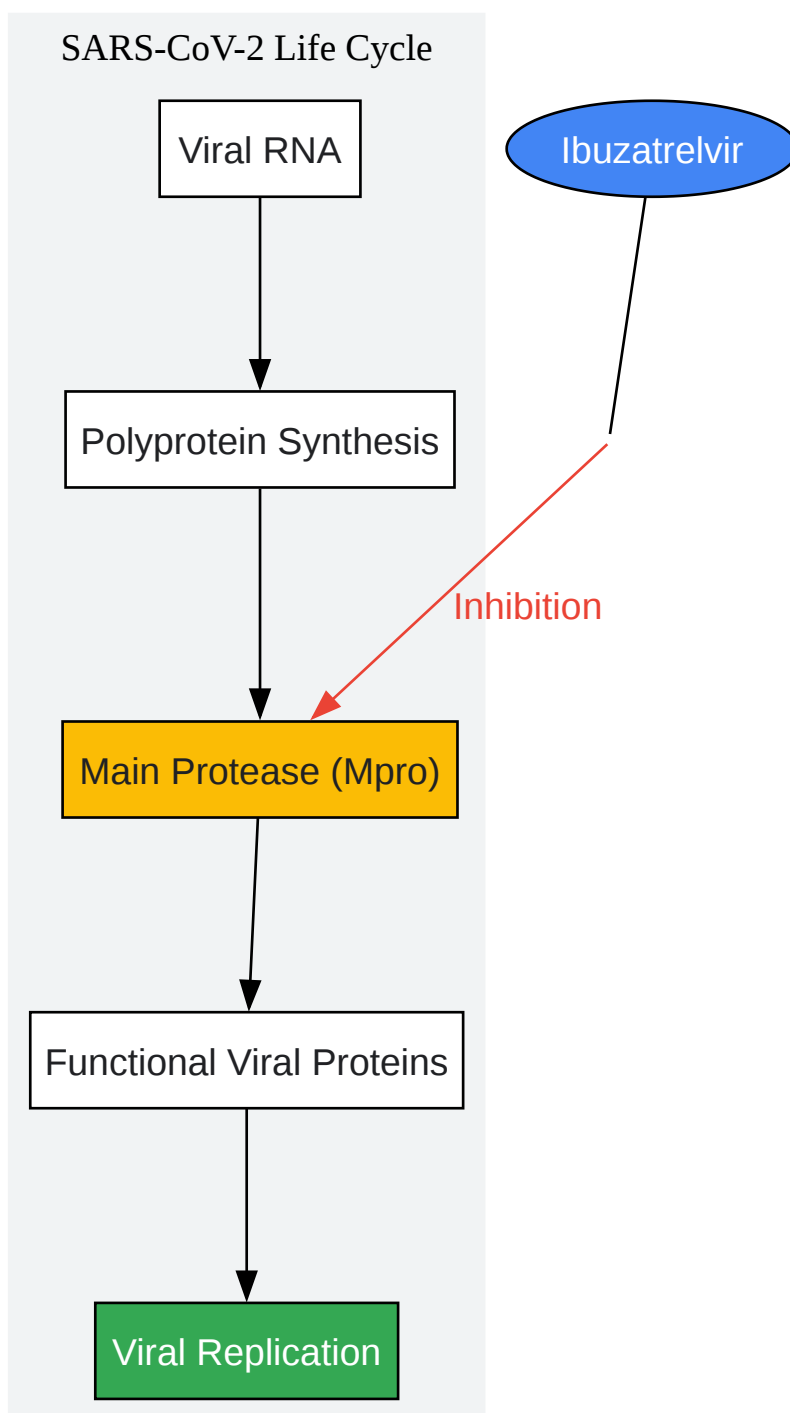 SARS-CoV-2 Life Cycle
Viral RNA
Ibuzatrelvir
Polyprotein Synthesis
Inhibition
Main Protease (Mpro)
Functional Viral Proteins
Viral Replication